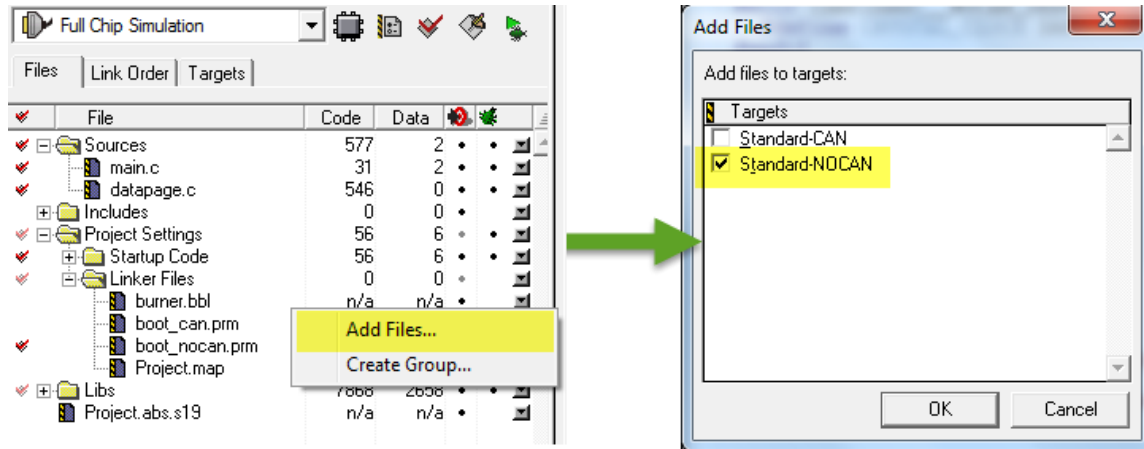 Full Chip Simulation
Files Link Order Targets
File Code Data
Sources 577 2
main.c 31 2
datapage.c 546 0
Includes 0 0
Project Settings 56 6
Startup Code 56 6
Linker Files 0 0
burner.bbl n/a n/a
boot_can.prm
boot_nocan.prm
Project.map
Libs 7868 2658
Project.abs.s19 n/a n/a
Add Files...
Create Group...
Add Files
Add files to targets:
Targets
Standard-CAN
Standard-NOCAN
OK Cancel